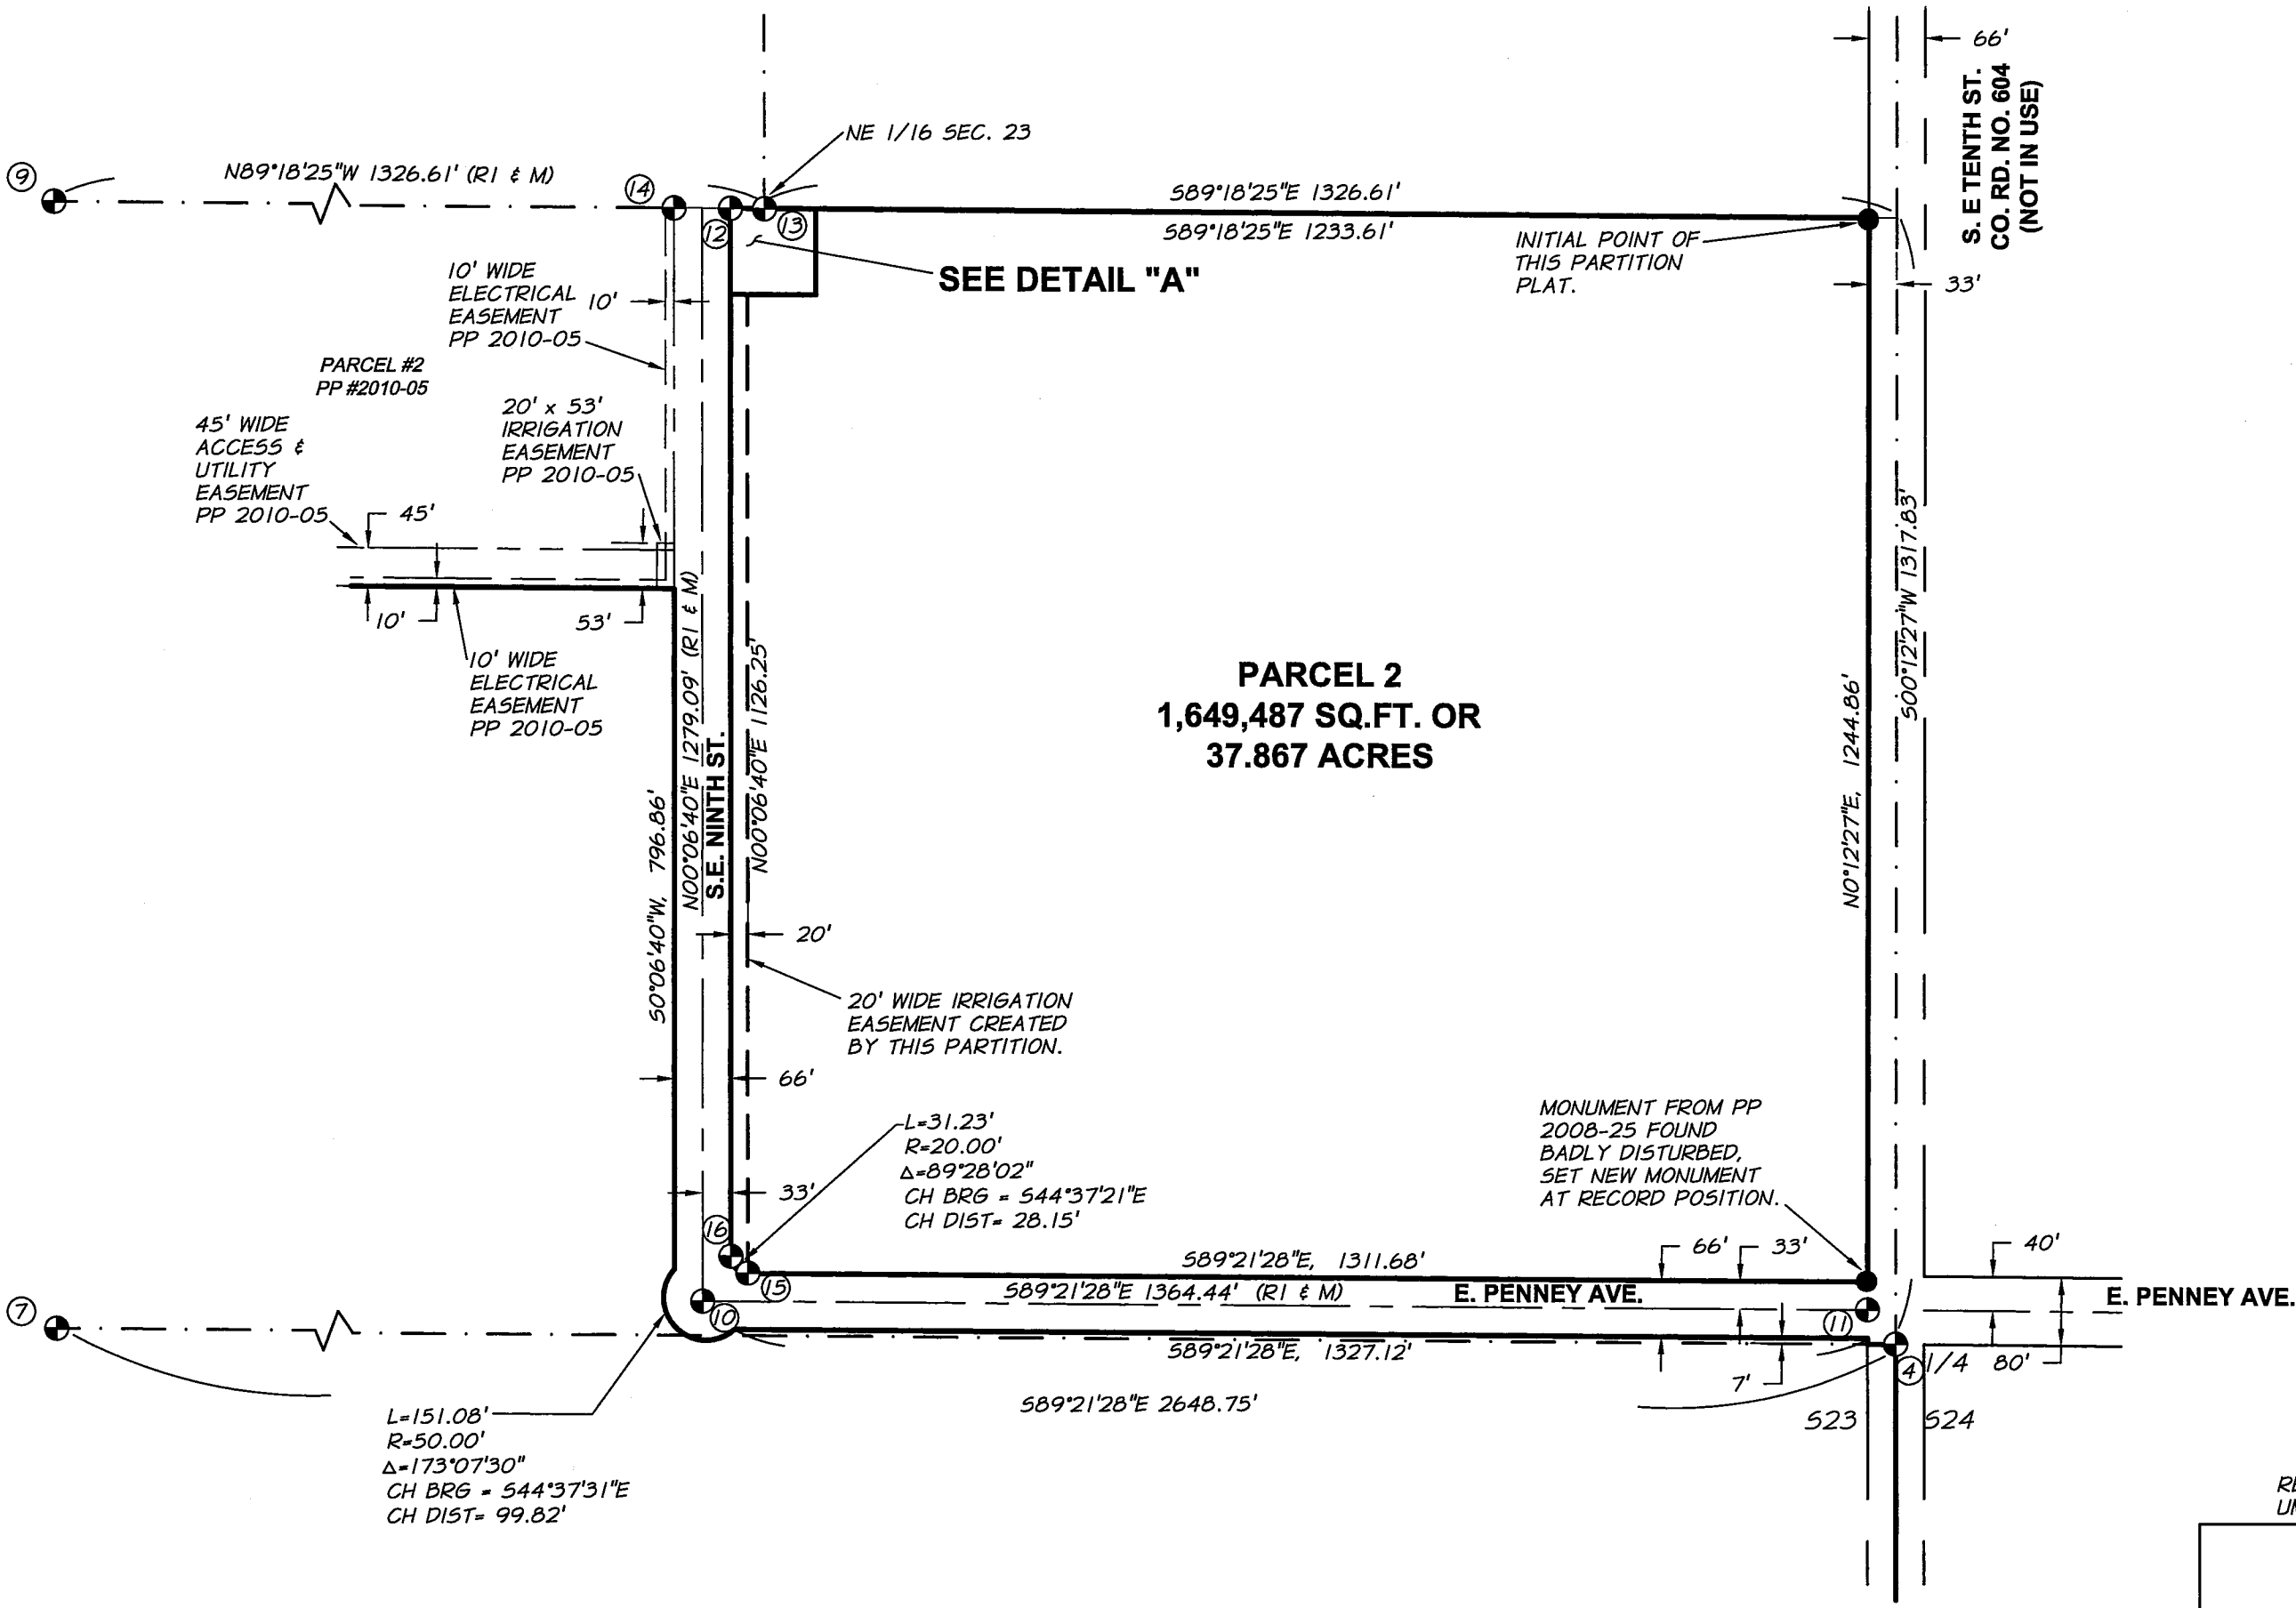 66'
S. E TENTH ST.
CO. RD. NO. 604
(NOT IN USE)
NE 1/16 SEC. 23
9
N89°18'25"W 1326.61' (R1 & M)
14
12
13
S89°18'25"E 1326.61'
S89°18'25"E 1233.61'
INITIAL POINT OF
THIS PARTITION
PLAT.
33'
SEE DETAIL "A"
10' WIDE
ELECTRICAL
EASEMENT
PP 2010-05
10'
PARCEL #2
PP #2010-05
20' x 53'
IRRIGATION
EASEMENT
PP 2010-05
45' WIDE
ACCESS &
UTILITY
EASEMENT
PP 2010-05
45'
10'
53'
10' WIDE
ELECTRICAL
EASEMENT
PP 2010-05
S0°06'40"W, 796.86'
N00°06'40"E 1279.09' (R1 & M)
S.E. NINTH ST.
N00°06'40"E 1126.25'
PARCEL 2
1,649,487 SQ.FT. OR
37.867 ACRES
N0°12'27"E, 1244.86'
S00°12'27"W 1317.83'
20'
20' WIDE IRRIGATION
EASEMENT CREATED
BY THIS PARTITION.
66'
L=31.23'
R=20.00'
Δ=89°28'02"
CH BRG = S44°37'21"E
CH DIST= 28.15'
33'
MONUMENT FROM PP
2008-25 FOUND
BADLY DISTURBED,
SET NEW MONUMENT
AT RECORD POSITION.
16
15
S89°21'28"E, 1311.68'
66'
33'
40'
S89°21'28"E 1364.44' (R1 & M)
E. PENNEY AVE.
E. PENNEY AVE.
7
10
11
S89°21'28"E, 1327.12'
7'
4
1/4
80'
S89°21'28"E 2648.75'
S23
S24
L=151.08'
R=50.00'
Δ=173°07'30"
CH BRG = S44°37'31"E
CH DIST= 99.82'